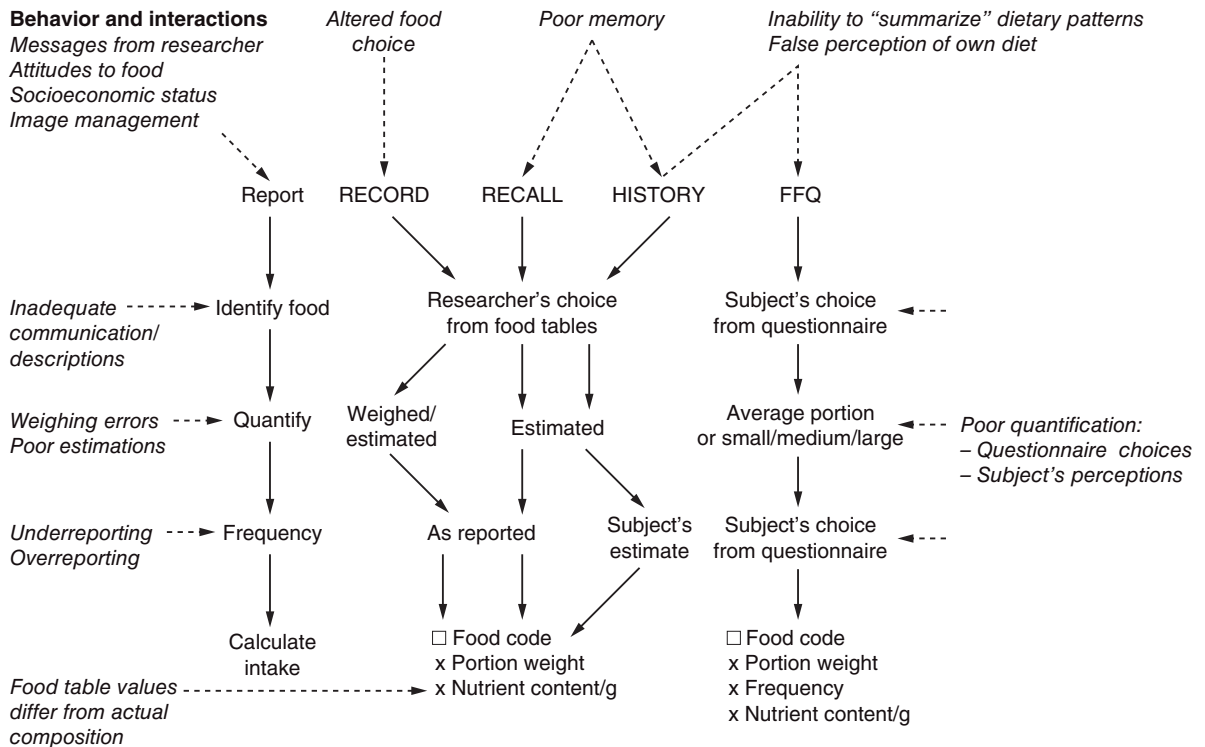 Behavior and interactions
Messages from researcher
Attitudes to food
Socioeconomic status
Image management
Altered food
choice
Poor memory
Inability to “summarize” dietary patterns
False perception of own diet
Report
RECORD
RECALL
HISTORY
FFQ
Inadequate
communication/
descriptions
Identify food
Researcher’s choice
from food tables
Subject’s choice
from questionnaire
Weighing errors
Poor estimations
Quantify
Weighed/
estimated
Estimated
Average portion
or small/medium/large
Poor quantification:
– Questionnaire choices
– Subject’s perceptions
Underreporting
Overreporting
Frequency
As reported
Subject’s
estimate
Subject’s choice
from questionnaire
Calculate
intake
□ Food code
x Portion weight
x Nutrient content/g
□ Food code
x Portion weight
x Frequency
x Nutrient content/g
Food table values
differ from actual
composition